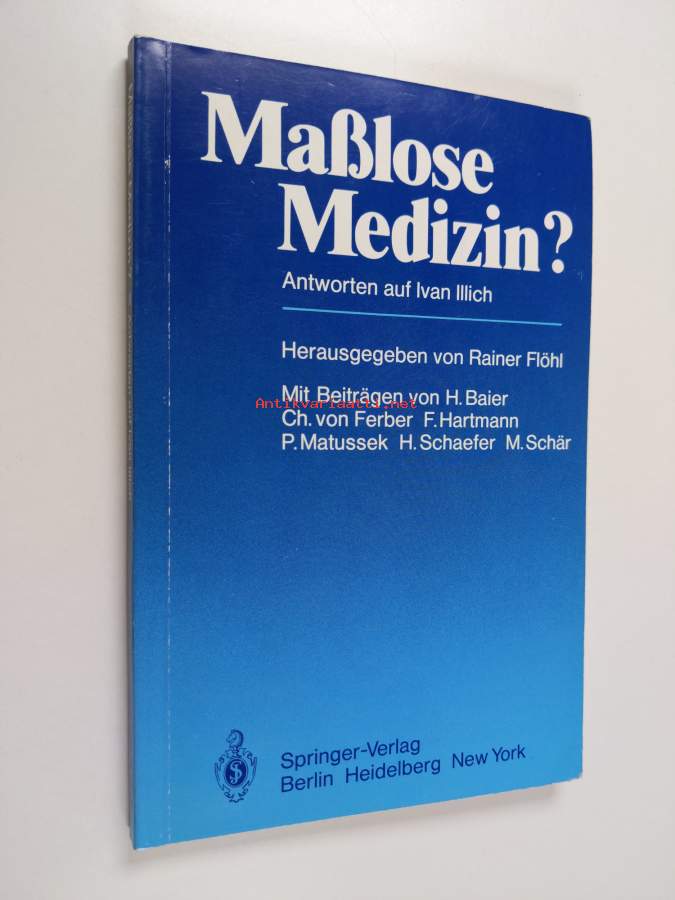 Maßlose
Medizin?
Antworten auf Ivan Illich
Herausgegeben von Rainer Flöhl
Mit Beiträgen von H. Baier
Antikvariaatti.net
Ch. von Ferber F. Hartmann
P. Matussek H. Schaefer M. Schär
Springer-Verlag
Berlin Heidelberg New York